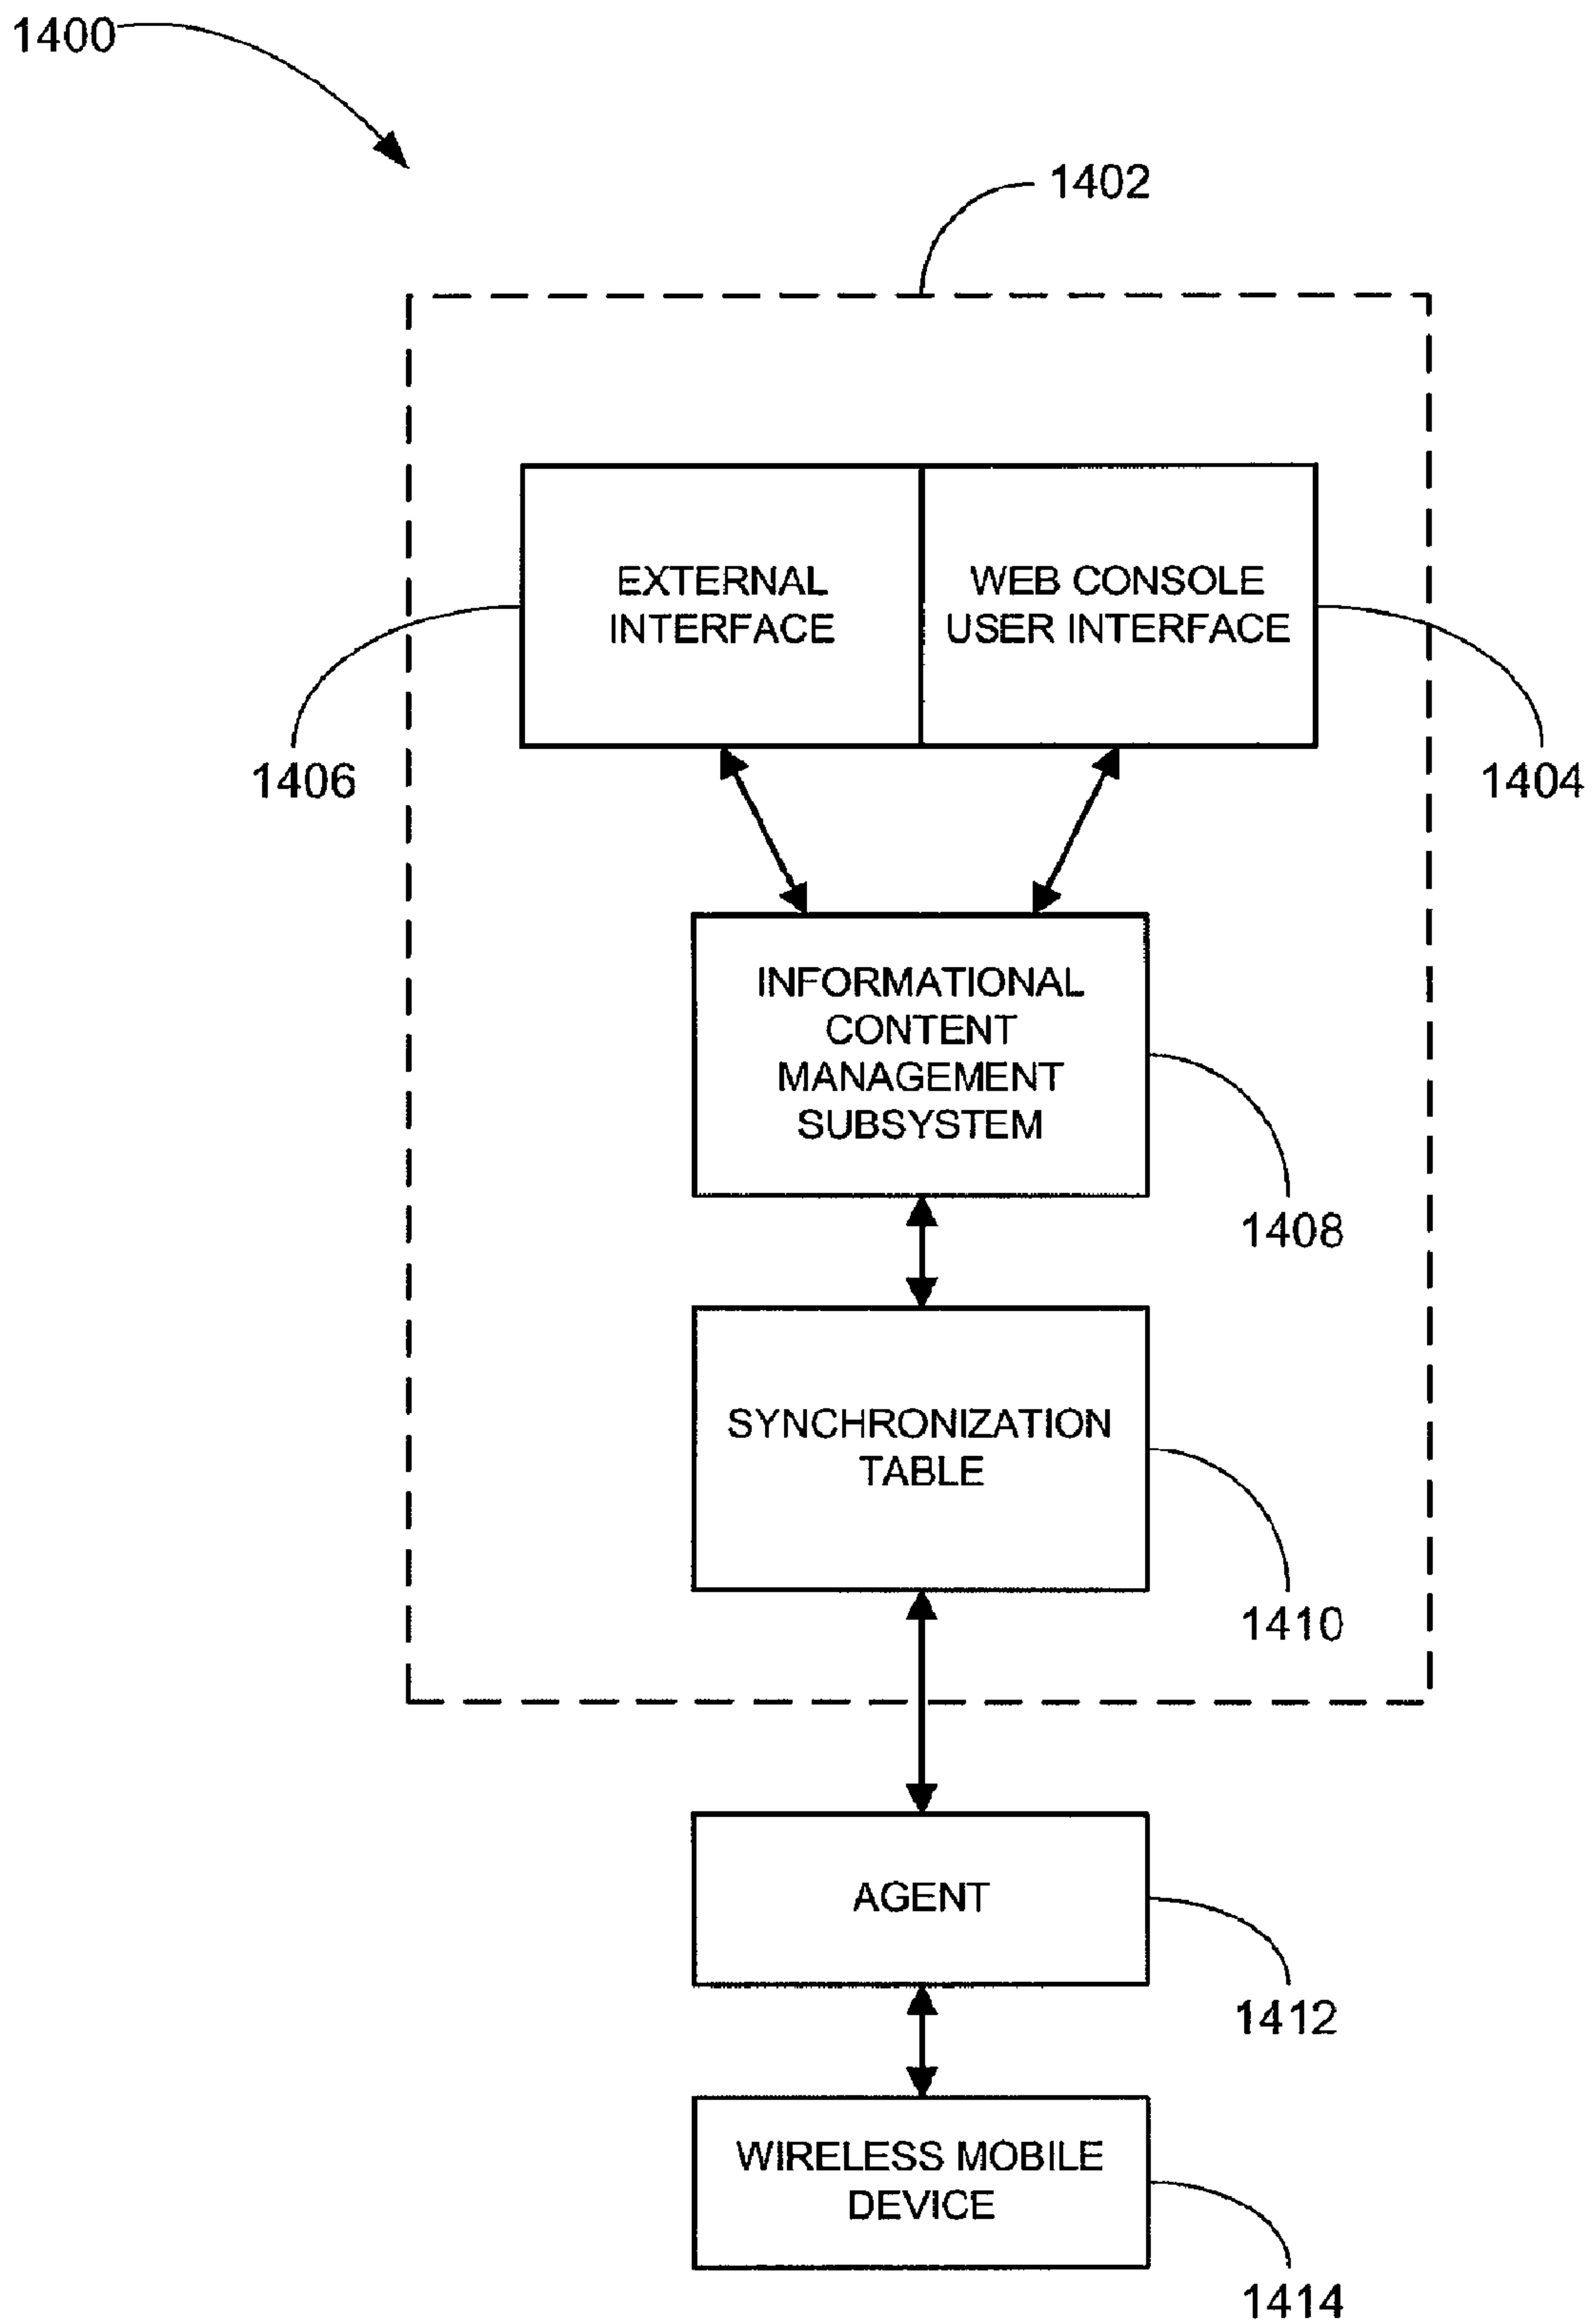 1400
1402
EXTERNAL
INTERFACE
WEB CONSOLE
USER INTERFACE
1406
1404
INFORMATIONAL
CONTENT
MANAGEMENT
SUBSYSTEM
1408
SYNCHRONIZATION
TABLE
1410
AGENT
1412
WIRELESS MOBILE
DEVICE
1414